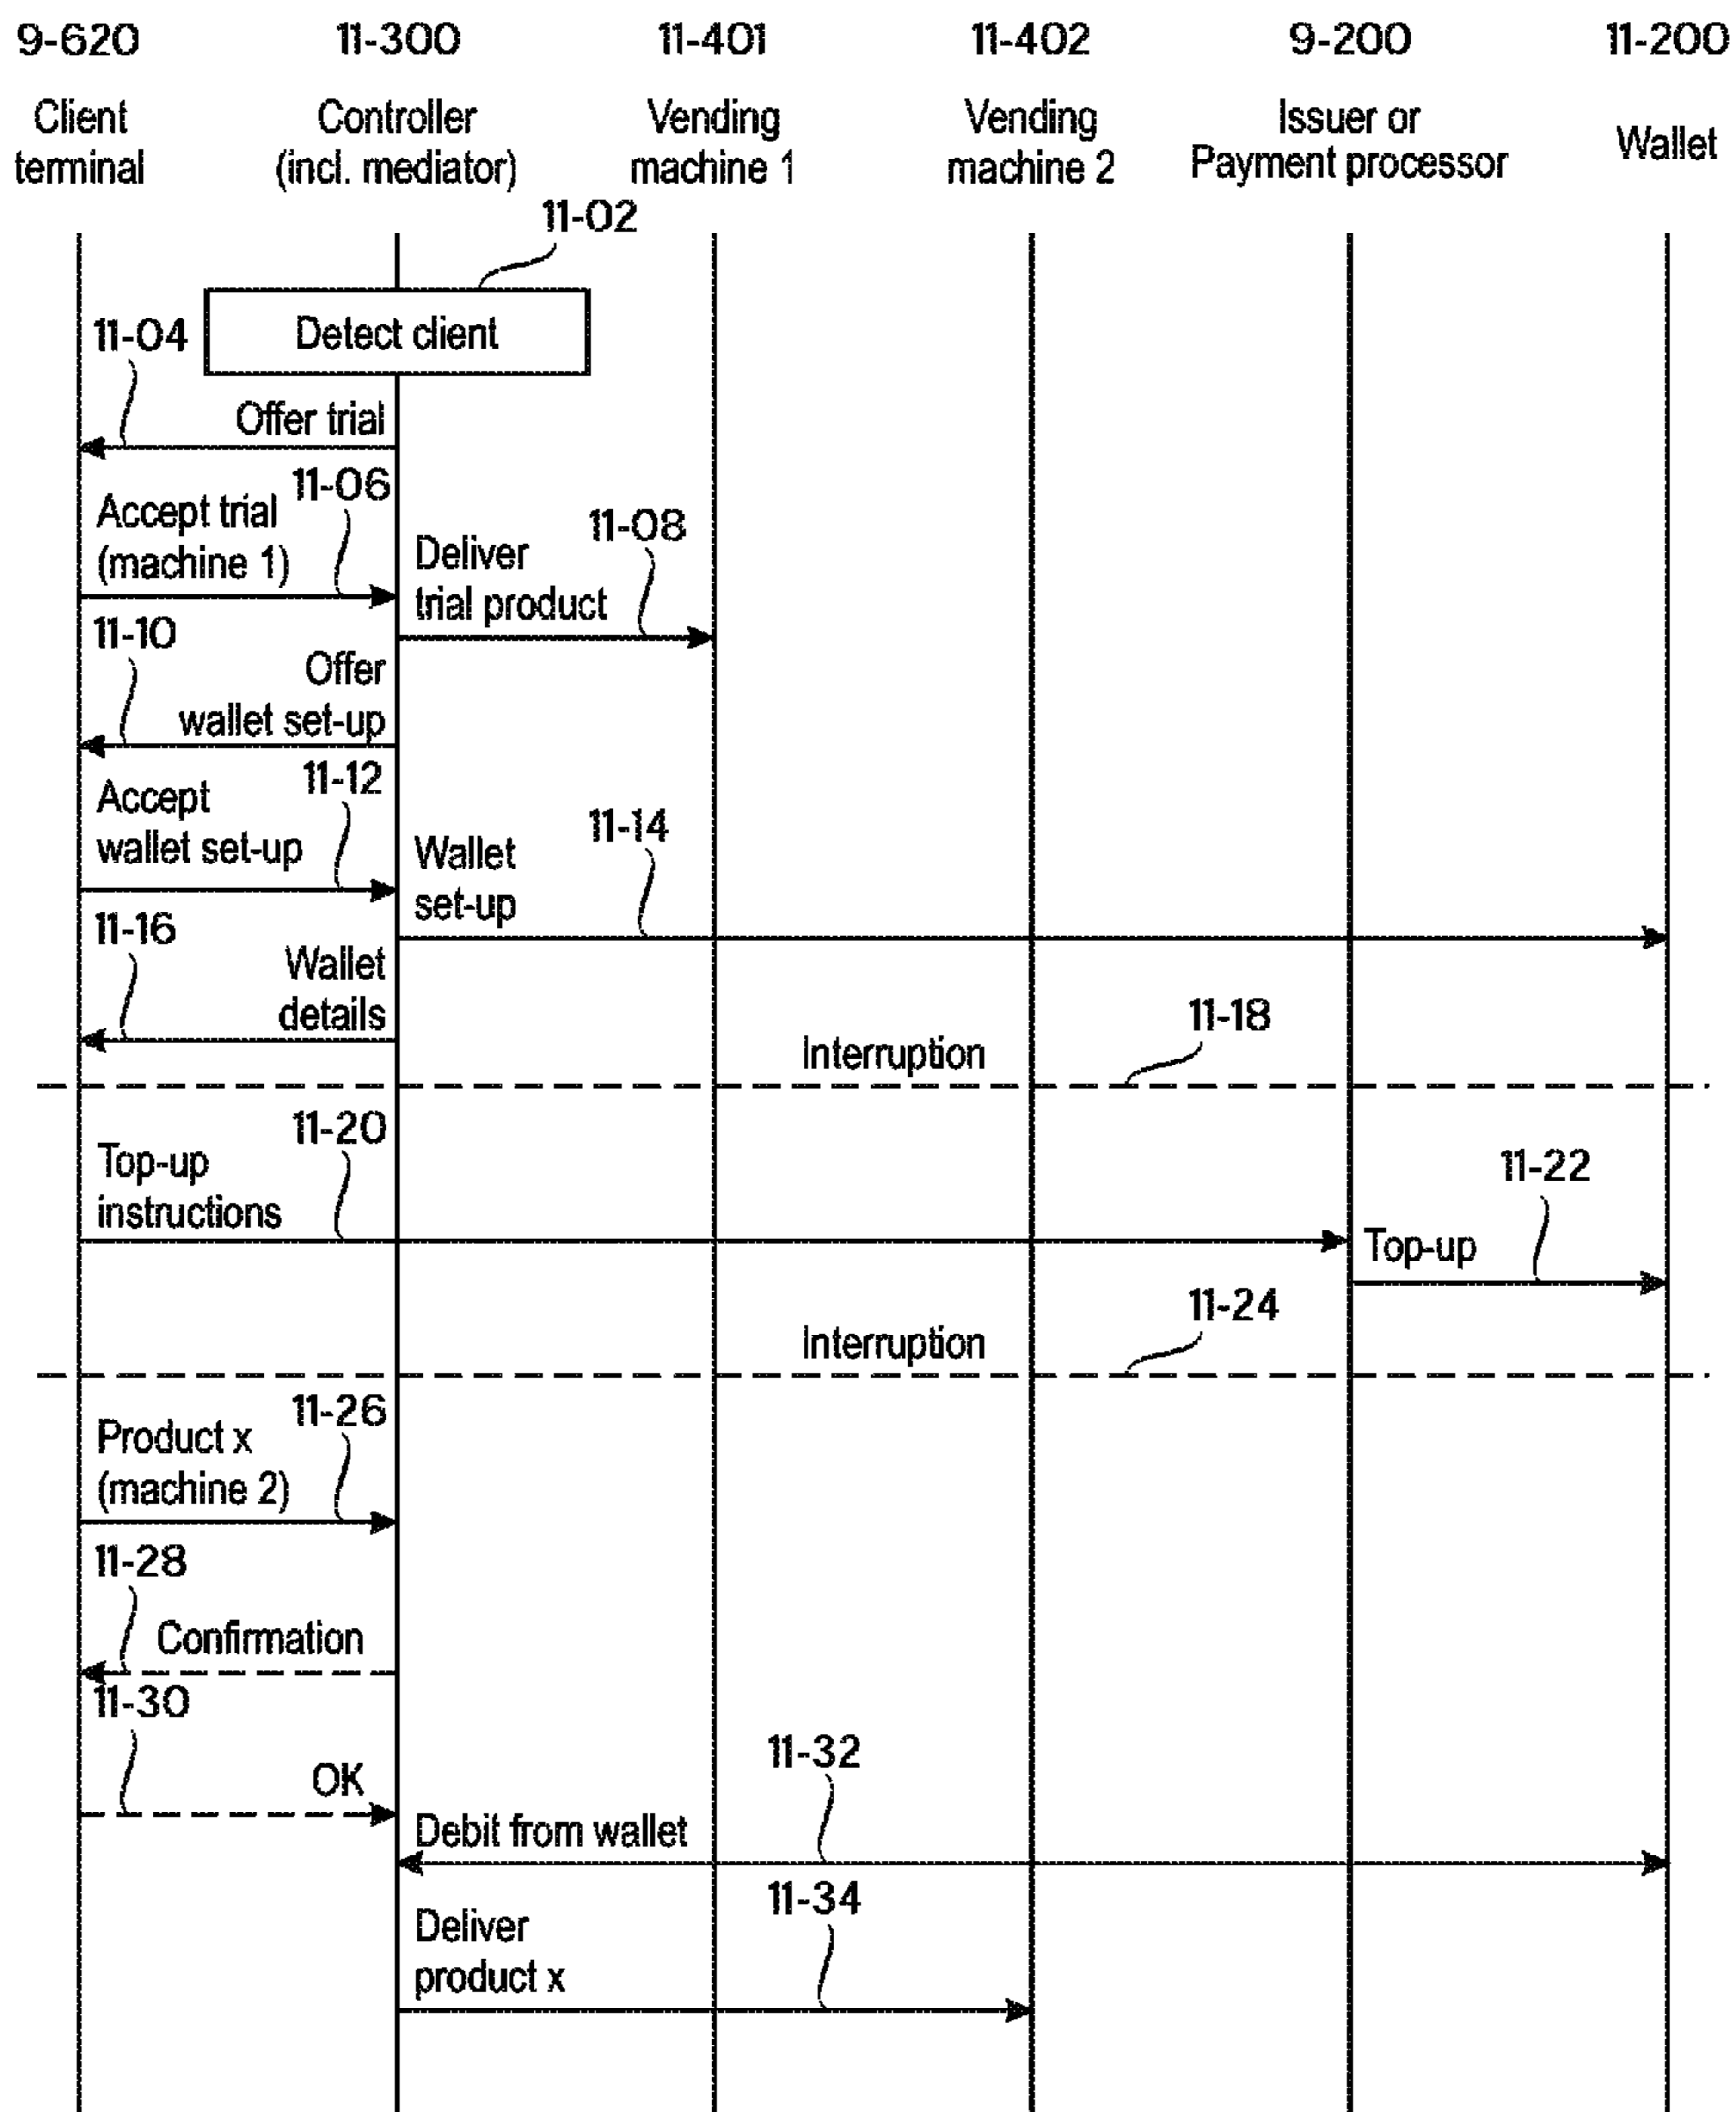 9-620 11-300 11-401 11-402 9-200 11-200
Client terminal
Controller (incl. mediator)
Vending machine 1
Vending machine 2
Issuer or Payment processor
Wallet
11-02
Detect client
11-04
Offer trial
11-06
Accept trial
(machine 1)
11-08
Deliver
trial product
11-10
Offer
wallet set-up
11-12
Accept
wallet set-up
11-14
Wallet
set-up
11-16
Wallet
details
11-18
Interruption
11-20
Top-up
instructions
11-22
Top-up
11-24
Interruption
11-26
Product x
(machine 2)
11-28
Confirmation
11-30
OK
11-32
Debit from wallet
11-34
Deliver
product x